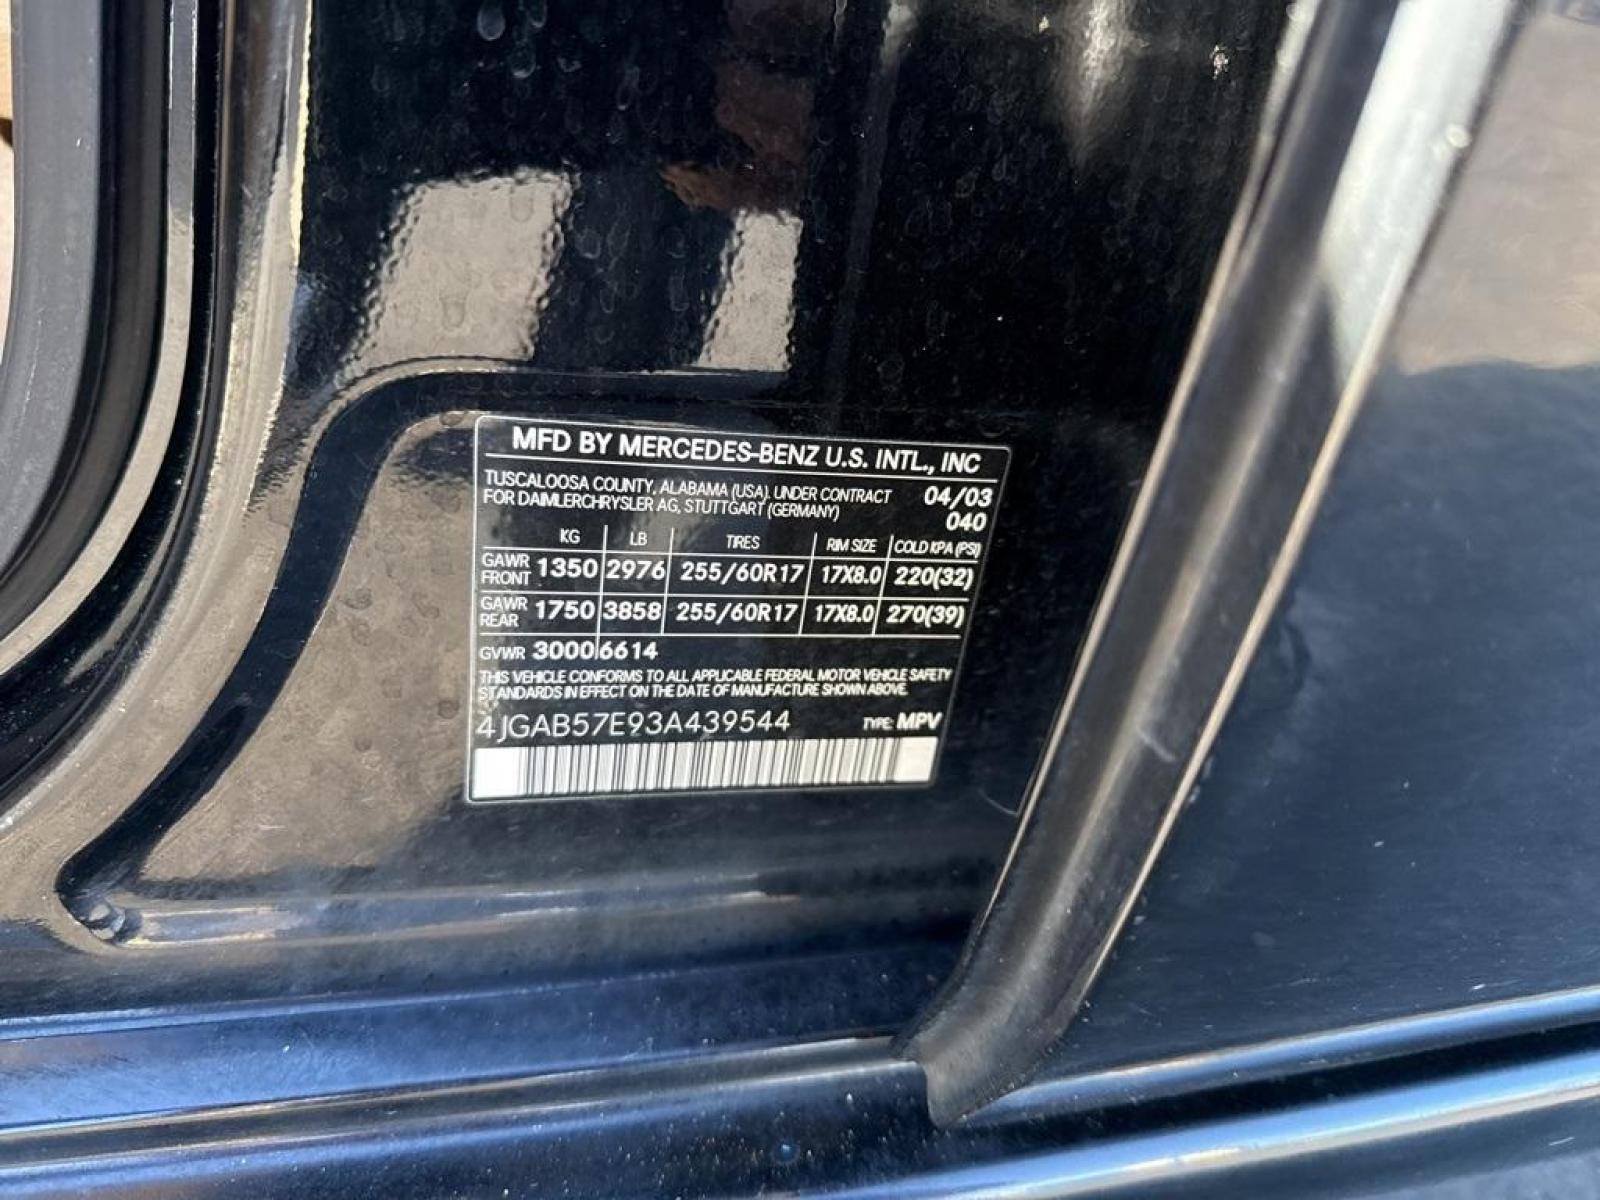 MFD BY MERCEDES-BENZ U.S. INTL., INC
TUSCALOOSA COUNTY, ALABAMA (USA), UNDER CONTRACT 04/03
FOR DAIMLERCHRYSLER AG, STUTTGART (GERMANY) 040
KG LB TIRES RIM SIZE COLD KPA (PSI)
GAWR FRONT 1350 2976 255/60R17 17X8.0 220(32)
GAWR REAR 1750 3858 255/60R17 17X8.0 270(39)
GVWR 3000 6614
THIS VEHICLE CONFORMS TO ALL APPLICABLE FEDERAL MOTOR VEHICLE SAFETY
STANDARDS IN EFFECT ON THE DATE OF MANUFACTURE SHOWN ABOVE.
4JGAB57E93A439544 TYPE: MPV